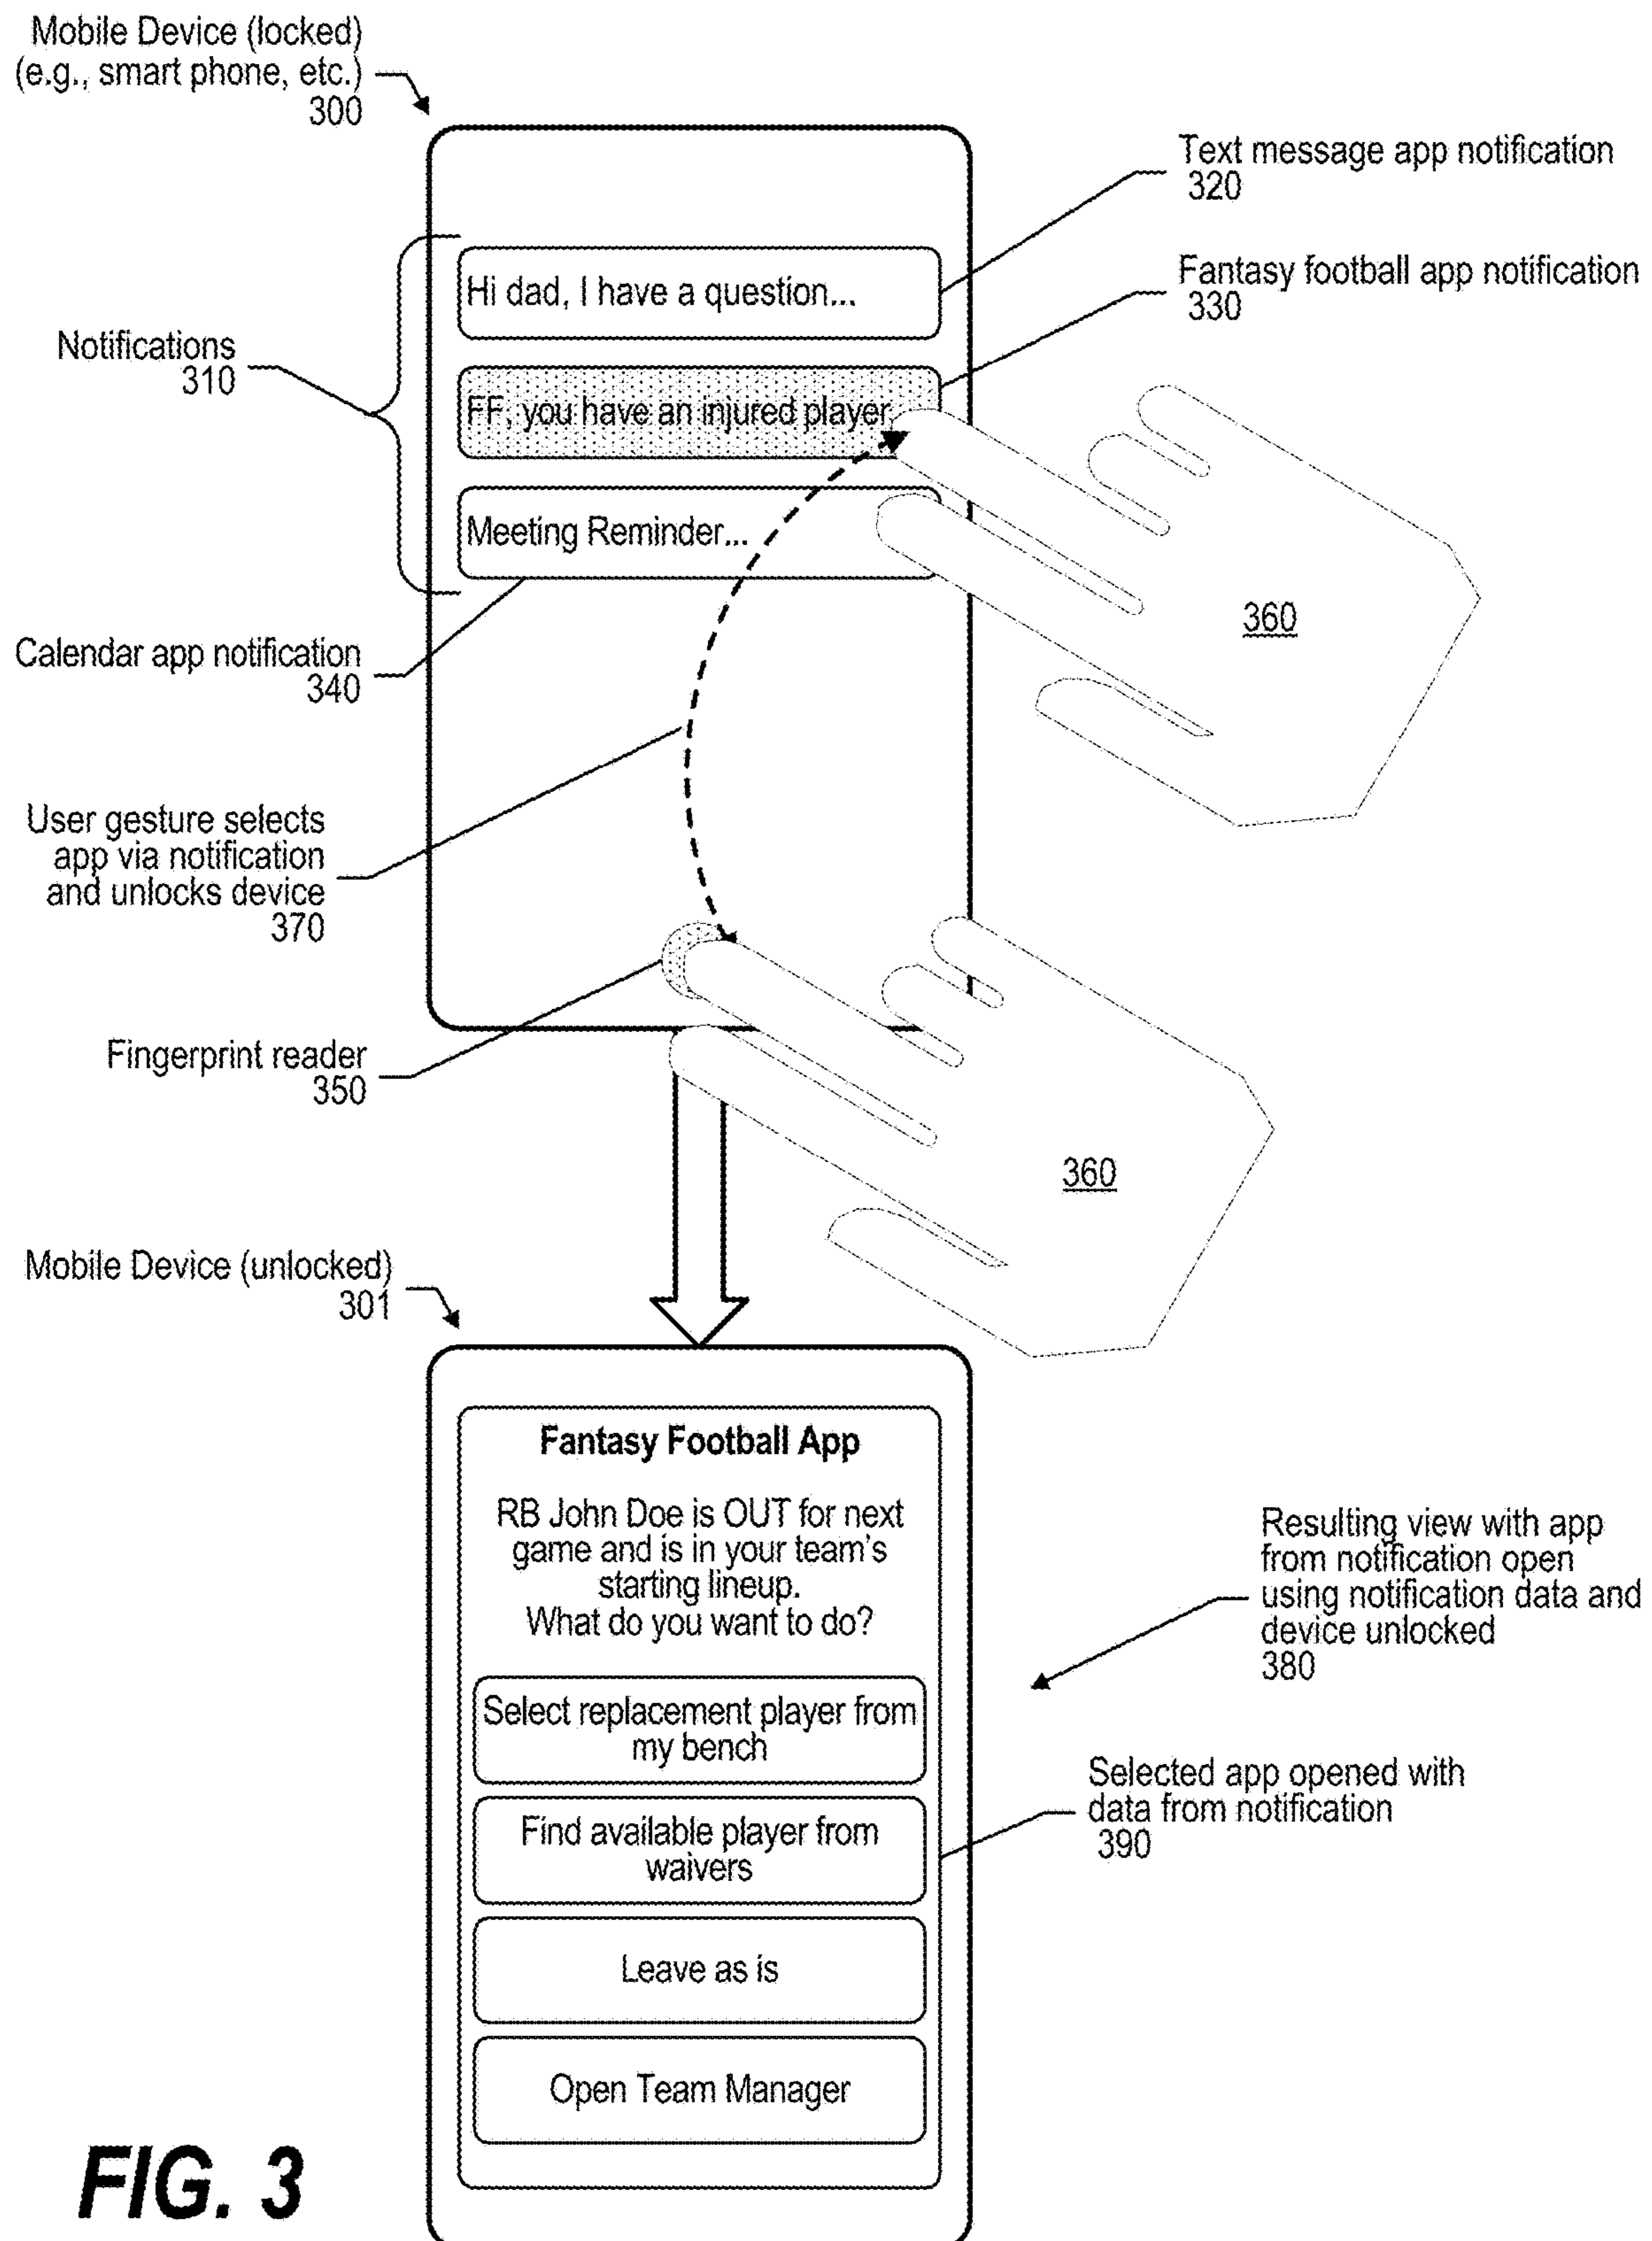 Mobile Device (locked)
(e.g., smart phone, etc.)
300
Text message app notification
320
Fantasy football app notification
330
Hi dad, I have a question...
Notifications
310
FF, you have an injured player
Meeting Reminder...
360
Calendar app notification
340
User gesture selects
app via notification
and unlocks device
370
Fingerprint reader
350
360
Mobile Device (unlocked)
301
Fantasy Football App
RB John Doe is OUT for next
game and is in your team's
starting lineup.
What do you want to do?
Resulting view with app
from notification open
using notification data and
device unlocked
380
Select replacement player from
my bench
Selected app opened with
data from notification
390
Find available player from
waivers
Leave as is
Open Team Manager
FIG. 3